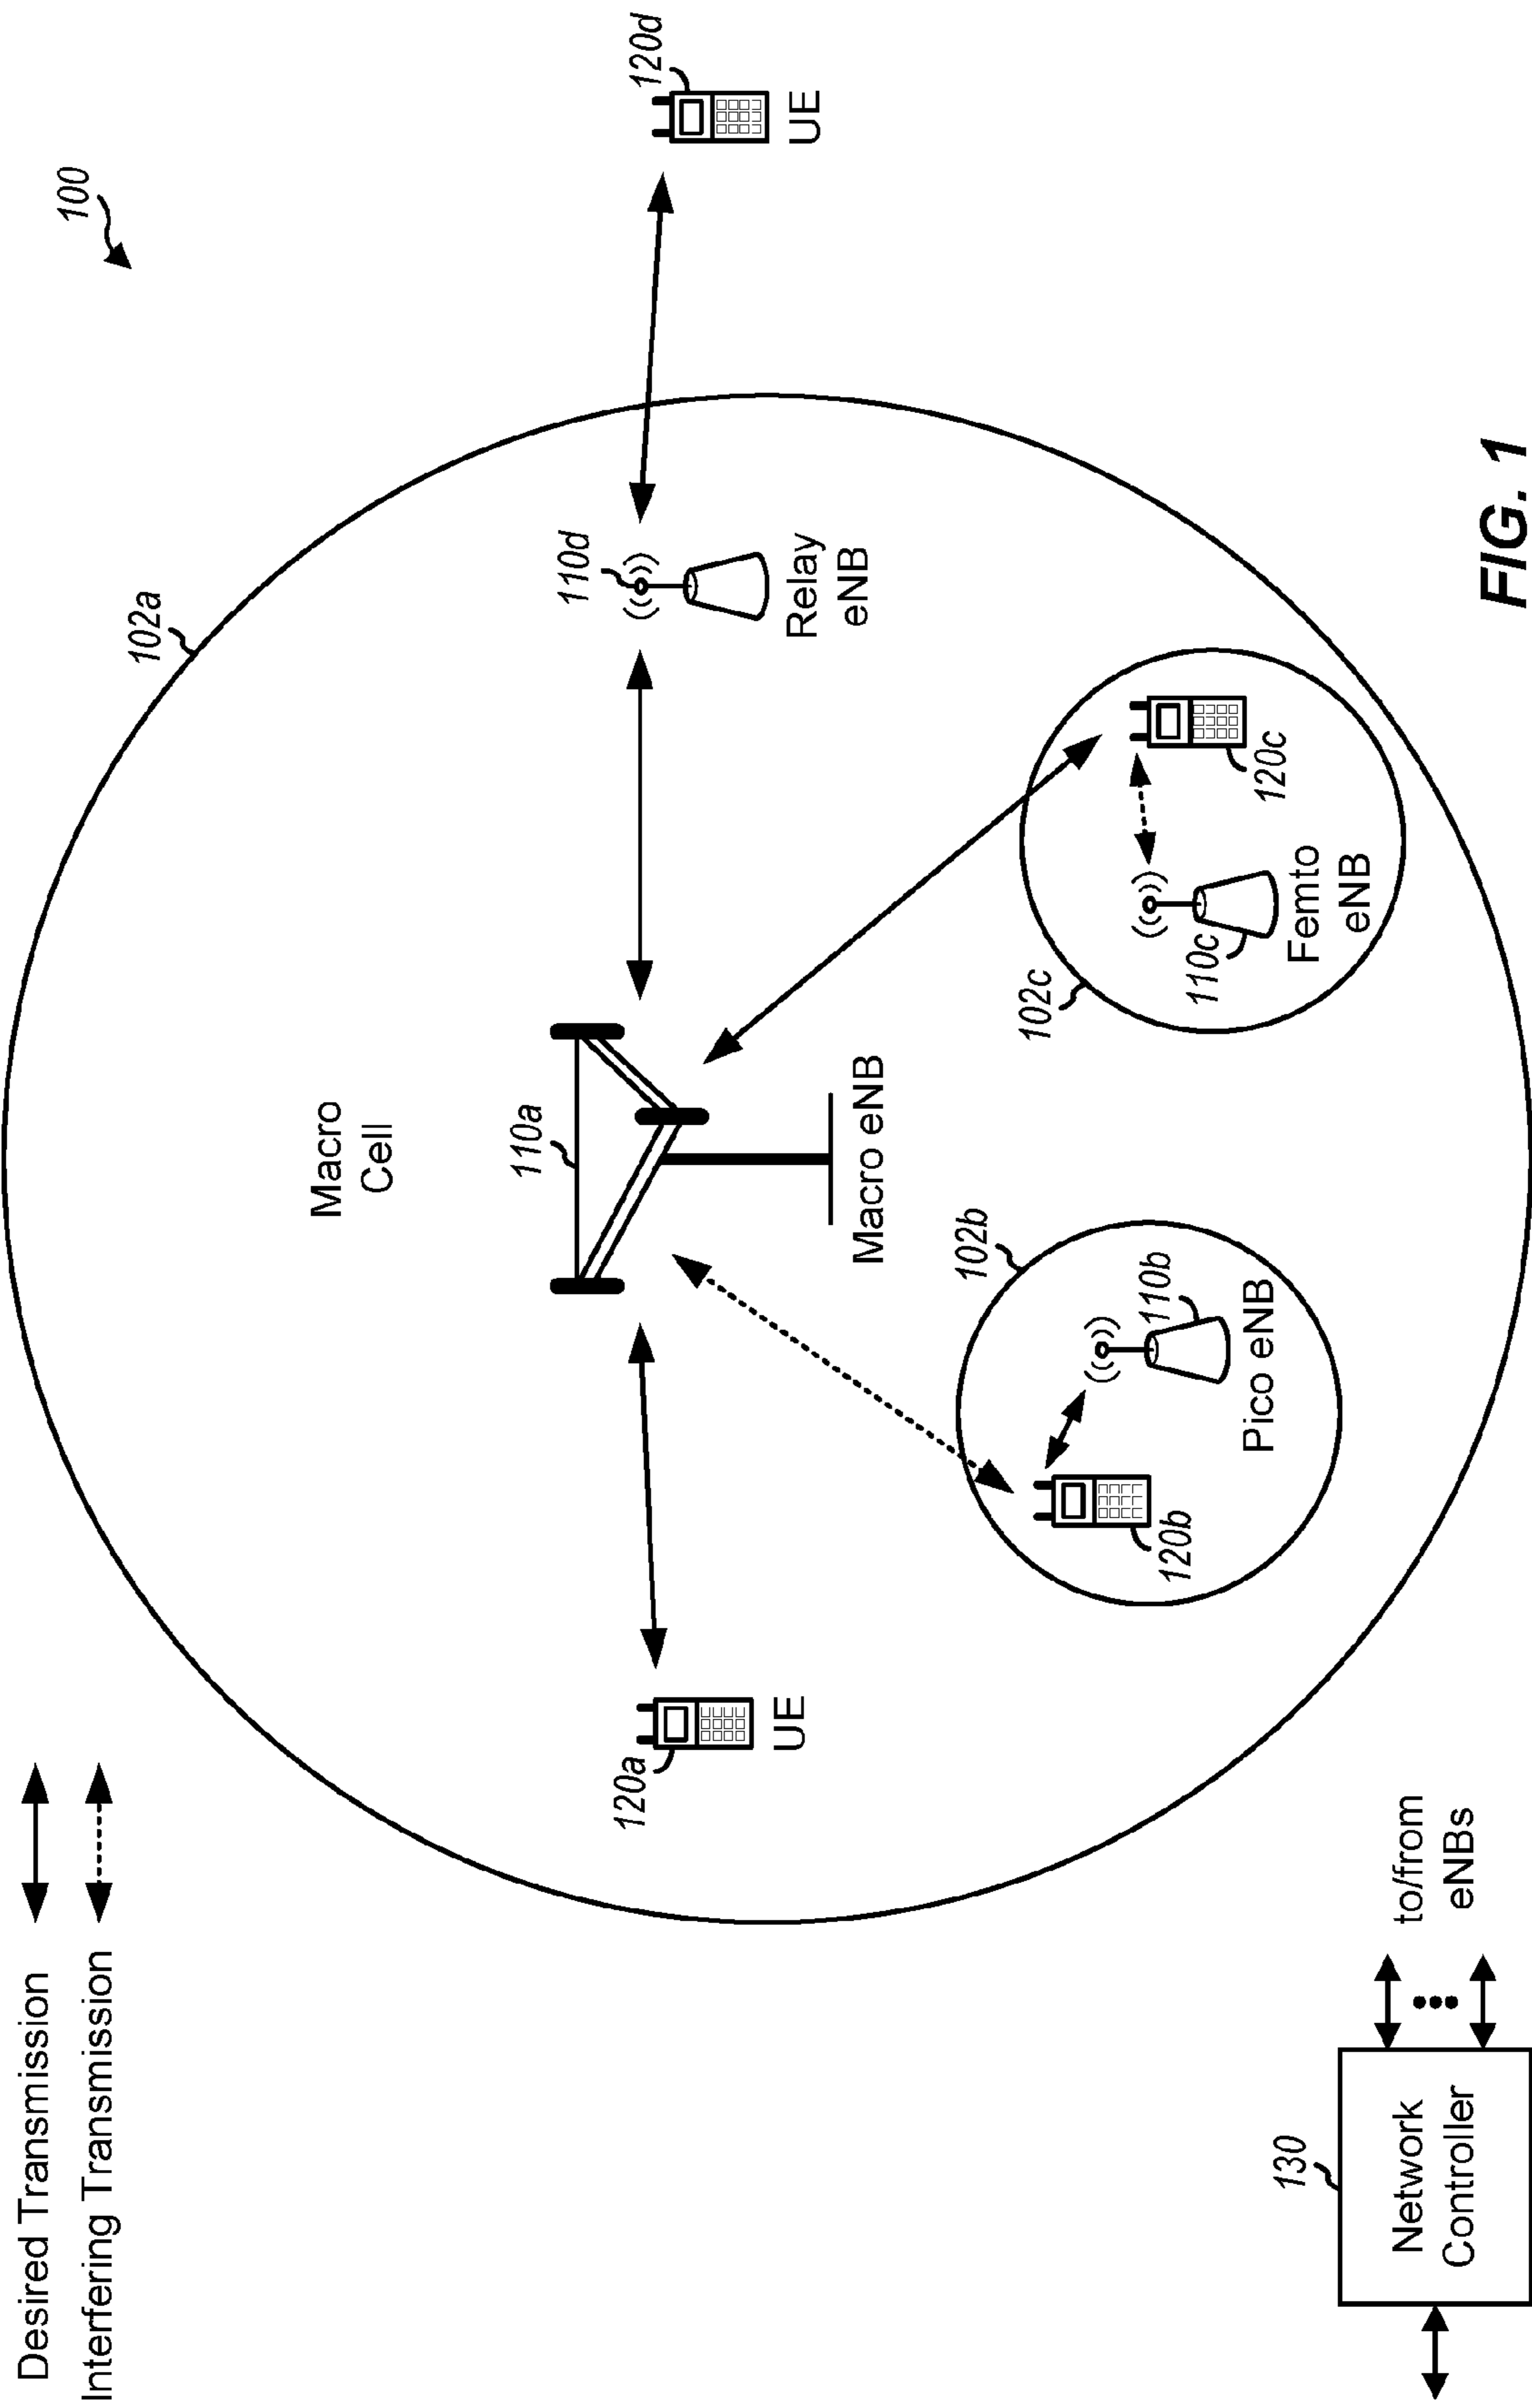 Desired Transmission
Interfering Transmission
100
102a
Macro
Cell
110a
110d
120d
120a
UE
Macro eNB
Relay
eNB
UE
102b
120b
110b
Pico eNB
102c
110c
120c
Femto
eNB
130
Network
Controller
to/from
eNBs
FIG. 1